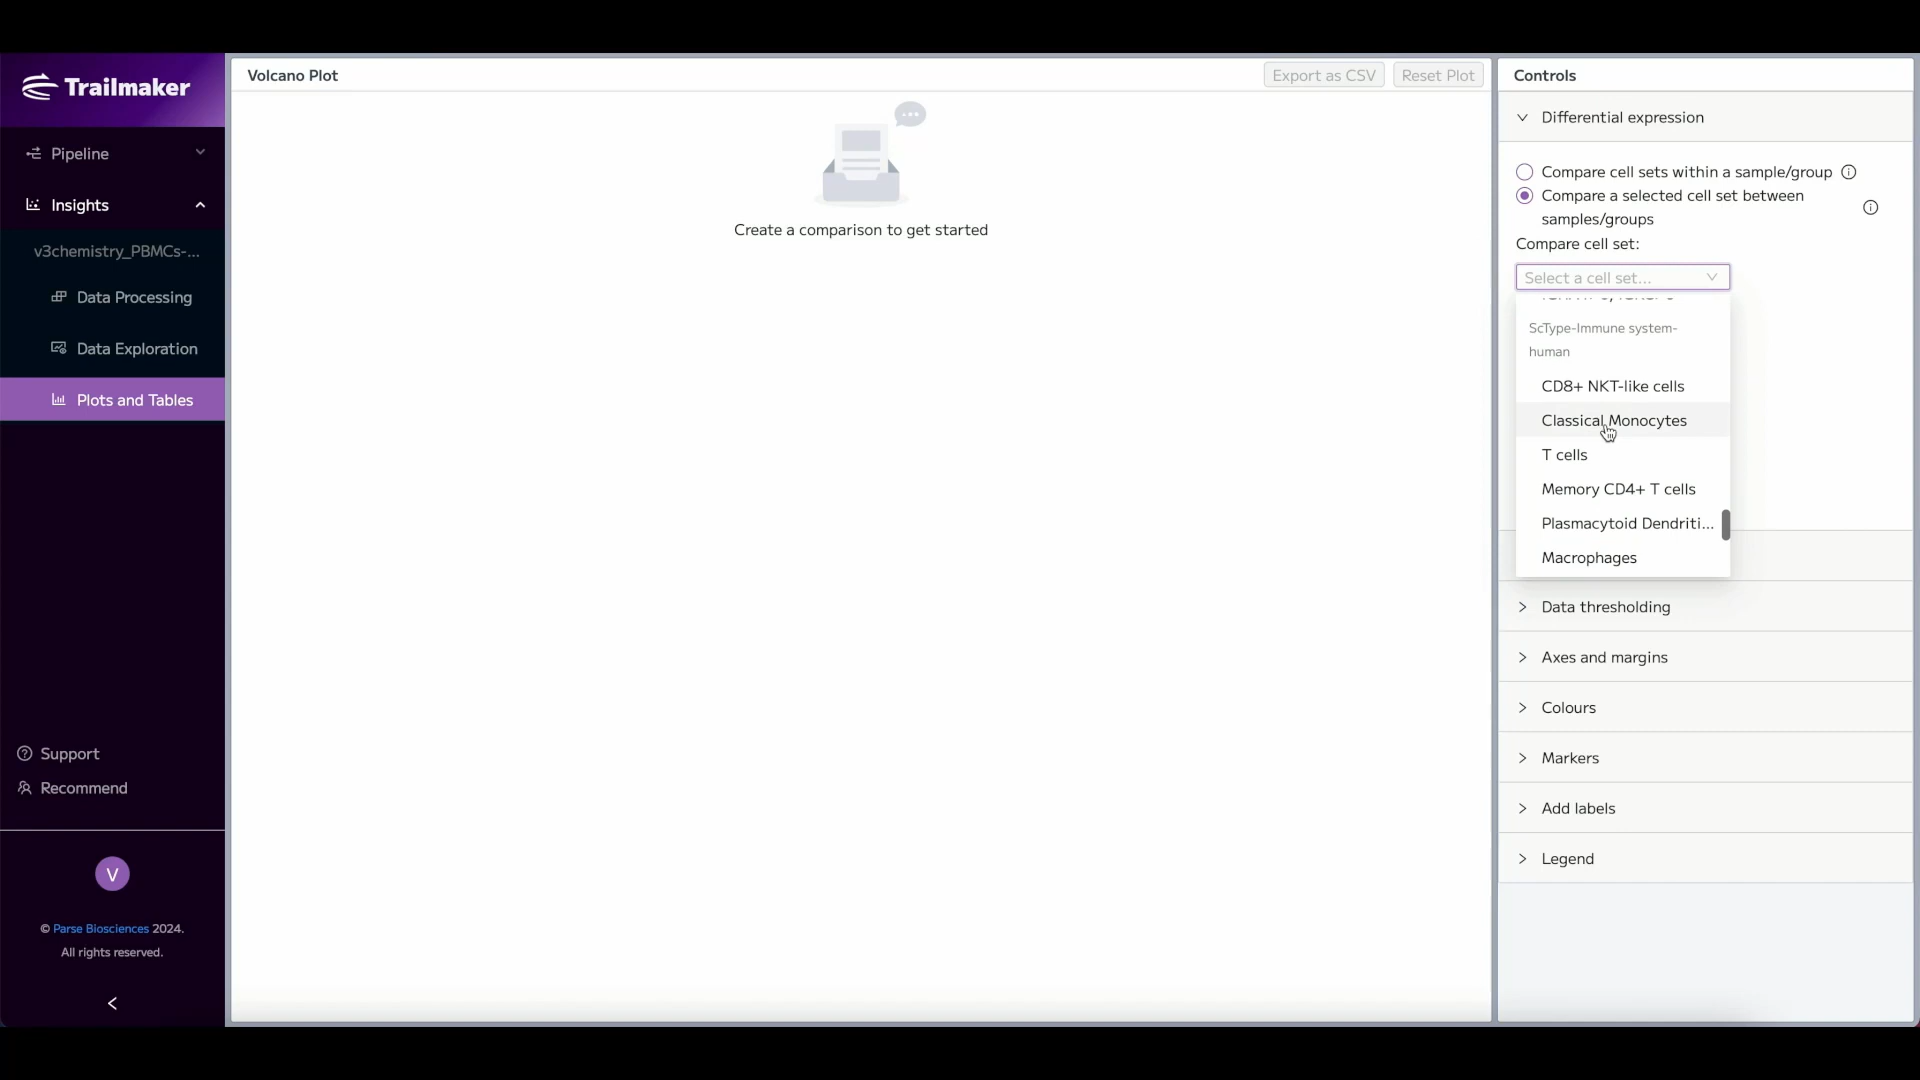 Trailmaker
Pipeline
Insights
v3chemistry_PBMCs-...
Data Processing
Data Exploration
Plots and Tables
Support
Recommend
V
© Parse Biosciences 2024.
All rights reserved.
Volcano Plot
Export as CSV
Reset Plot
Create a comparison to get started
Controls
Differential expression
Compare cell sets within a sample/group
Compare a selected cell set between
samples/groups
Compare cell set:
Select a cell set...
ScType-Immune system-
human
CD8+ NKT-like cells
Classical Monocytes
T cells
Memory CD4+ T cells
Plasmacytoid Dendriti...
Macrophages
Data thresholding
Axes and margins
Colours
Markers
Add labels
Legend